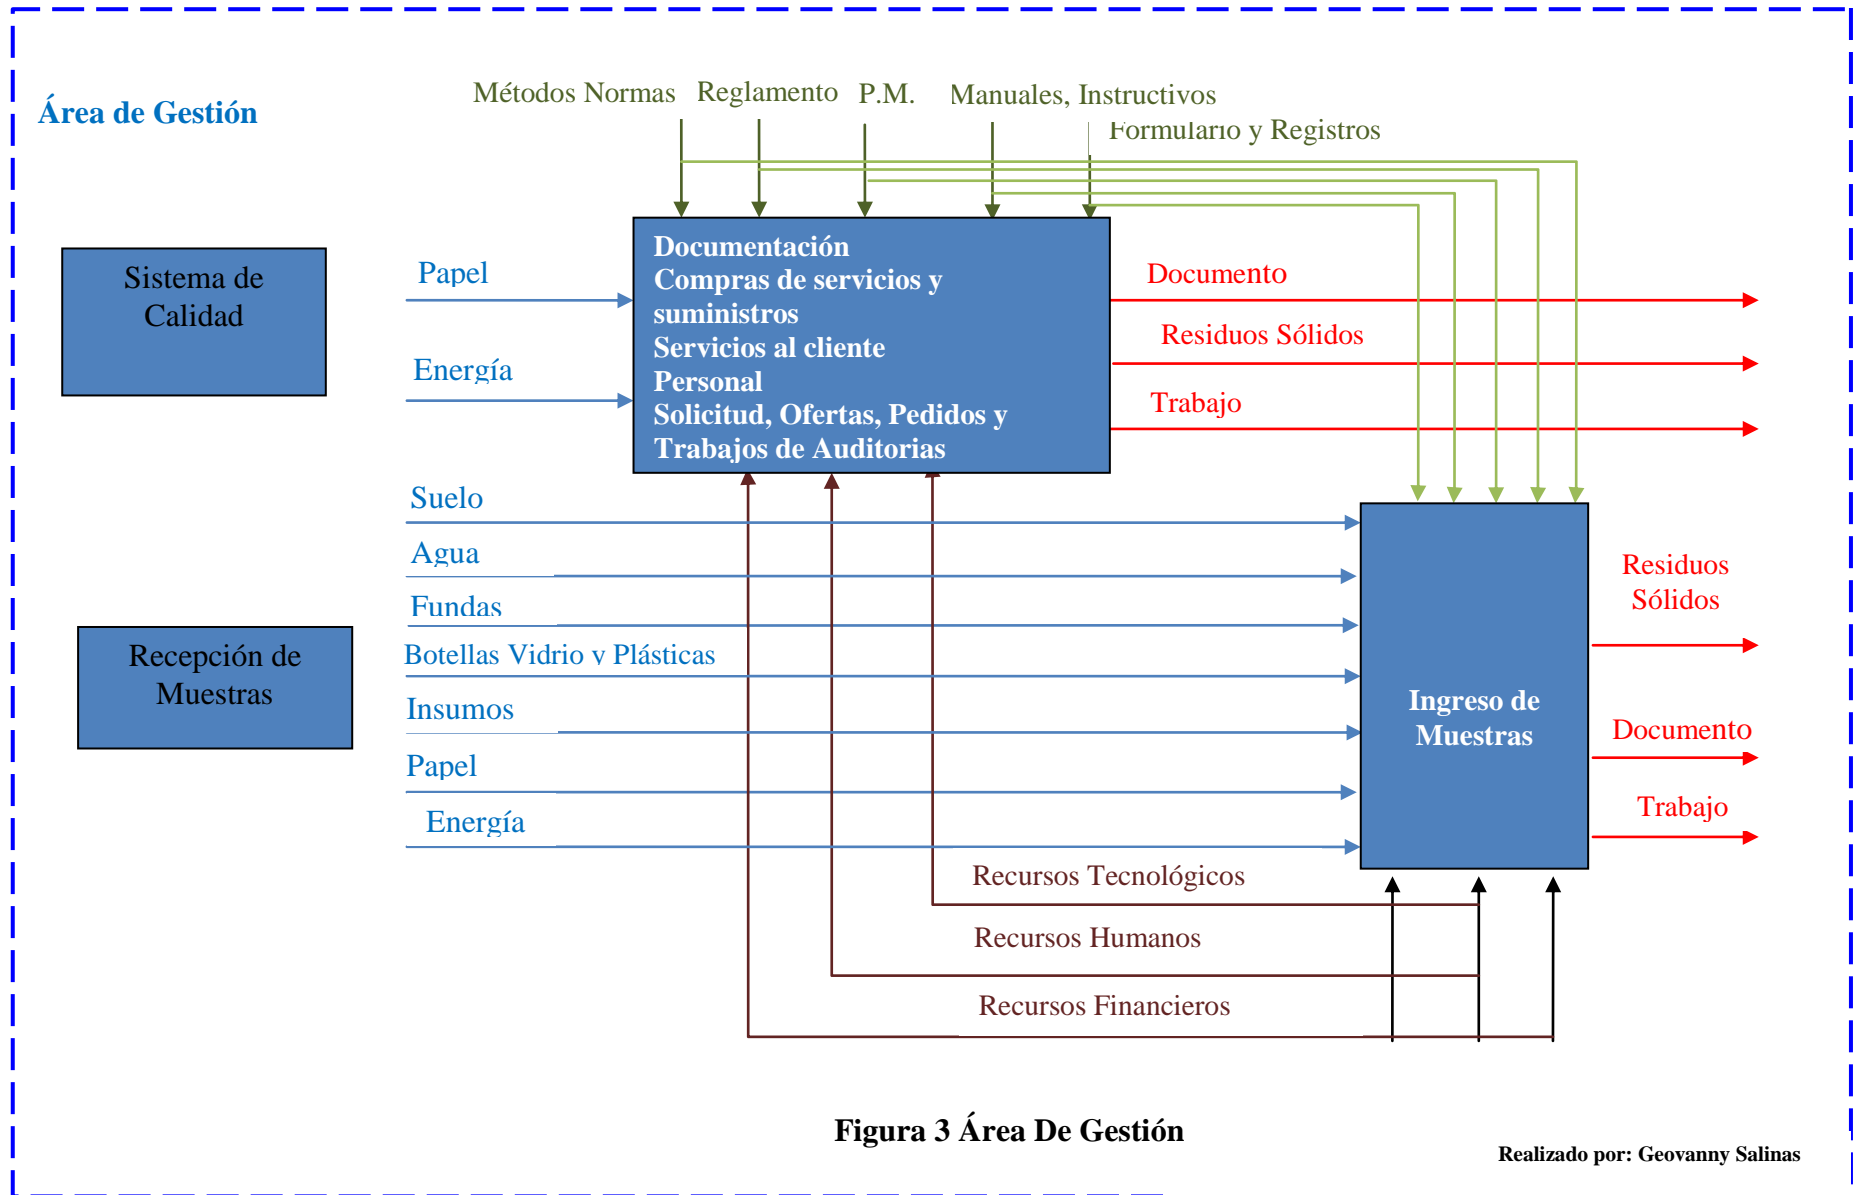 Área de Gestión
Métodos Normas
Reglamento
P.M.
Manuales, Instructivos
Formulario y Registros
Sistema de
Calidad
Papel
Energía
Documentación
Compras de servicios y
suministros
Servicios al cliente
Personal
Solicitud, Ofertas, Pedidos y
Trabajos de Auditorias
Documento
Residuos Sólidos
Trabajo
Recepción de
Muestras
Suelo
Agua
Fundas
Botellas Vidrio y Plásticas
Insumos
Papel
Energía
Ingreso de
Muestras
Residuos
Sólidos
Documento
Trabajo
Recursos Tecnológicos
Recursos Humanos
Recursos Financieros
Figura 3 Área De Gestión
Realizado por: Geovanny Salinas